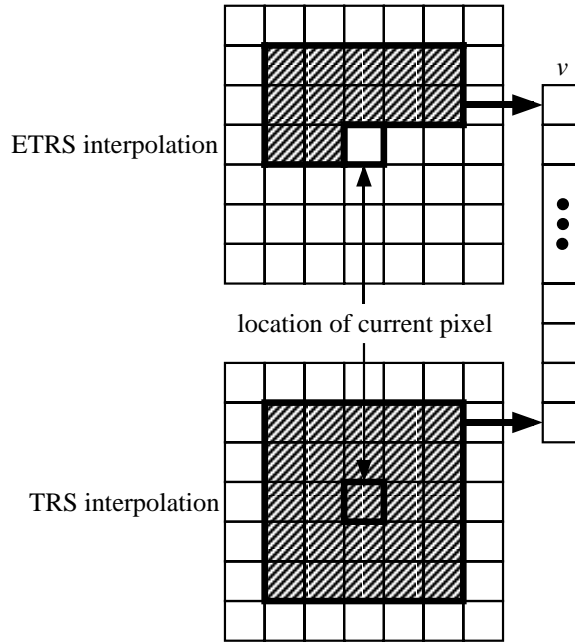 v
ETRS interpolation
location of current pixel
TRS interpolation